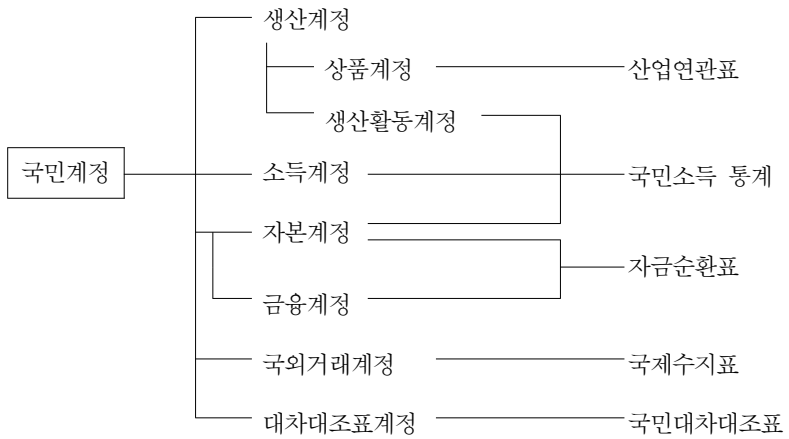 생산계정
상품계정 산업연관표
생산활동계정
국민계정 소득계정 국민소득 통계
자본계정
자금순환표
금융계정
국외거래계정 국제수지표
대차대조표계정 국민대차대조표